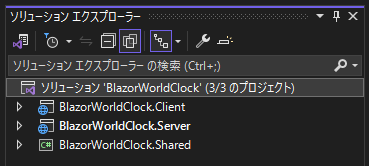 ソリューション エクスプローラー
ソリューション エクスプローラー の検索 (Ctrl+;)
ソリューション 'BlazorWorldClock' (3/3 のプロジェクト)
BlazorWorldClock.Client
BlazorWorldClock.Server
C# BlazorWorldClock.Shared